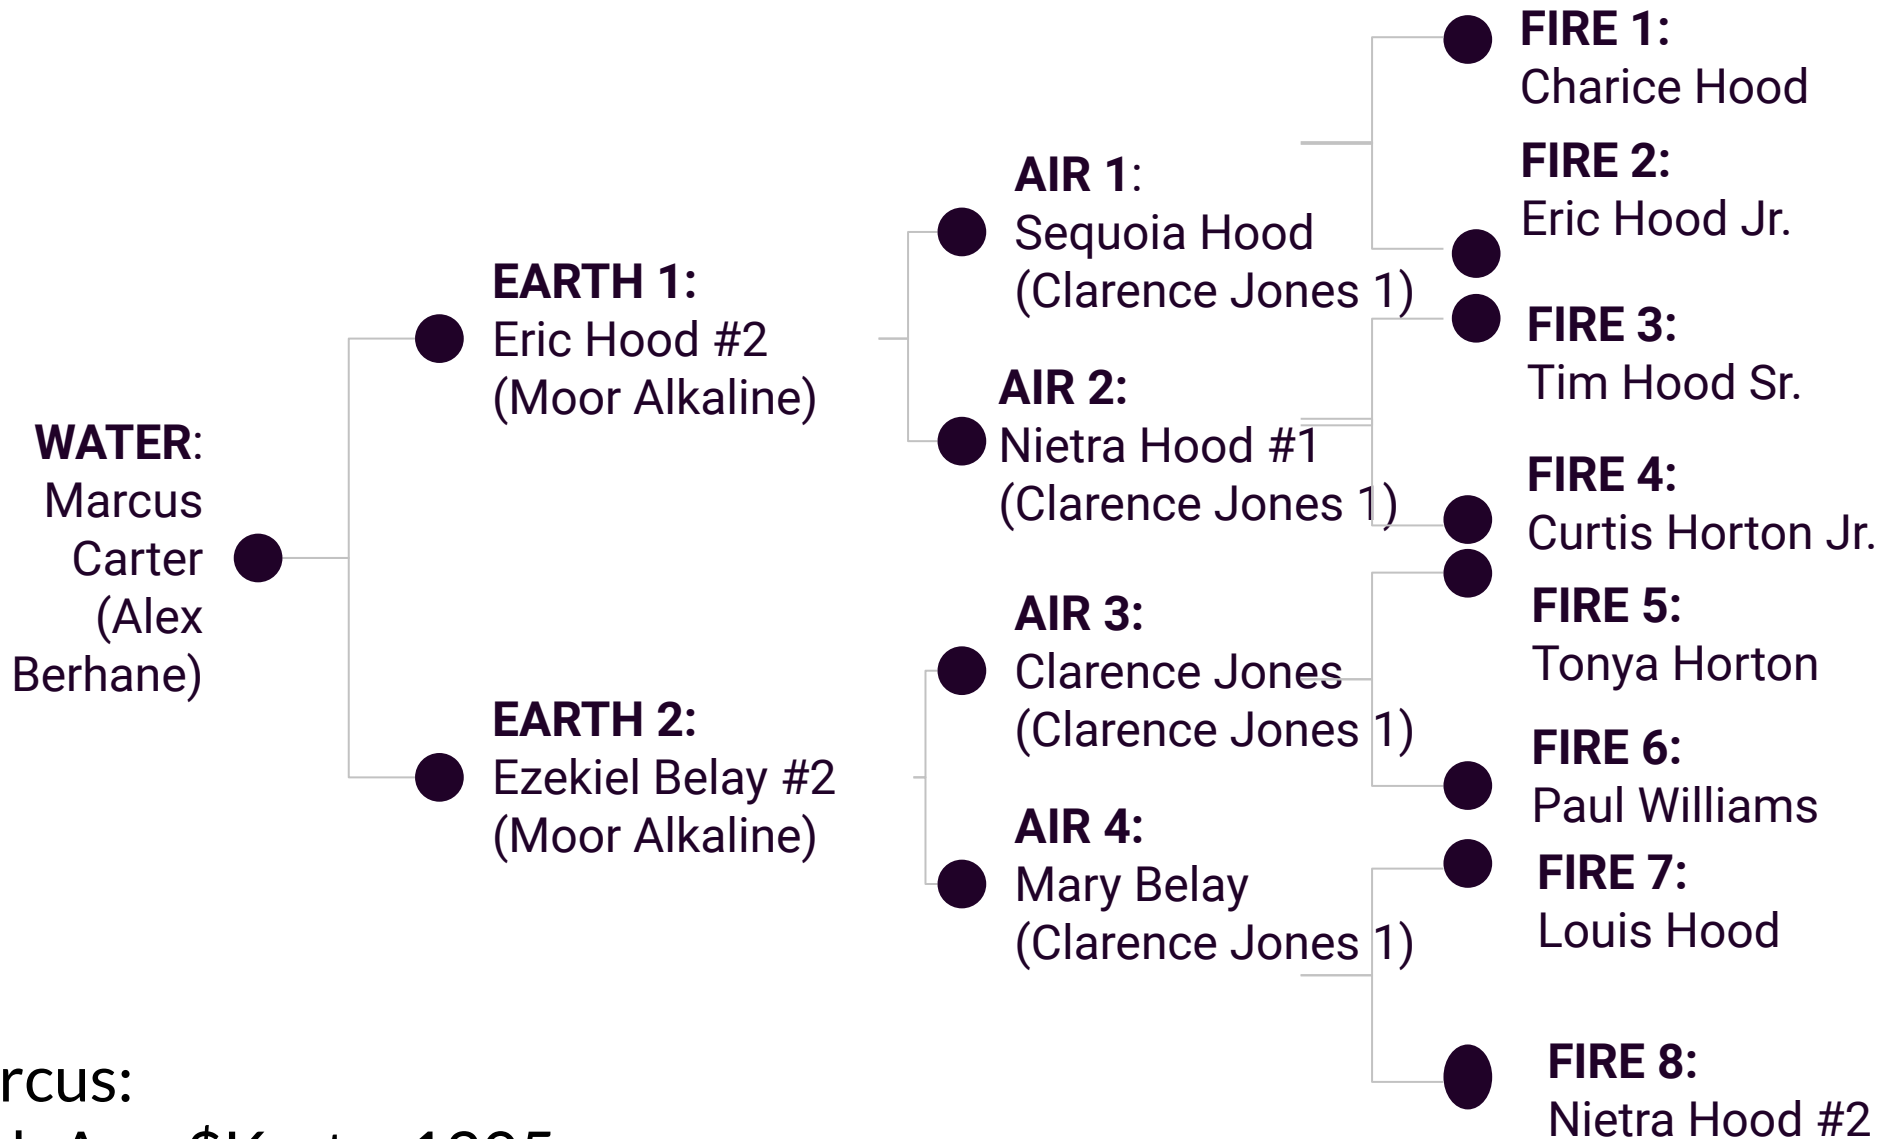 WATER:
Marcus
Carter
(Alex
Berhane)
EARTH 1:
Eric Hood #2
(Moor Alkaline)
EARTH 2:
Ezekiel Belay #2
(Moor Alkaline)
AIR 1:
Sequoia Hood
(Clarence Jones 1)
AIR 2:
Nietra Hood #1
(Clarence Jones 1)
AIR 3:
Clarence Jones
(Clarence Jones 1)
AIR 4:
Mary Belay
(Clarence Jones 1)
FIRE 1:
Charice Hood
FIRE 2:
Eric Hood Jr.
FIRE 3:
Tim Hood Sr.
FIRE 4:
Curtis Horton Jr.
FIRE 5:
Tonya Horton
FIRE 6:
Paul Williams
FIRE 7:
Louis Hood
FIRE 8:
Nietra Hood #2
rcus: